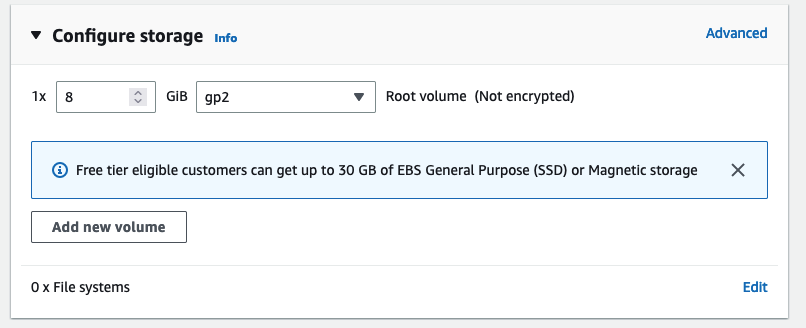 Configure storage Info Advanced
1x 8 GiB gp2 Root volume (Not encrypted)
Free tier eligible customers can get up to 30 GB of EBS General Purpose (SSD) or Magnetic storage
Add new volume
0 x File systems Edit